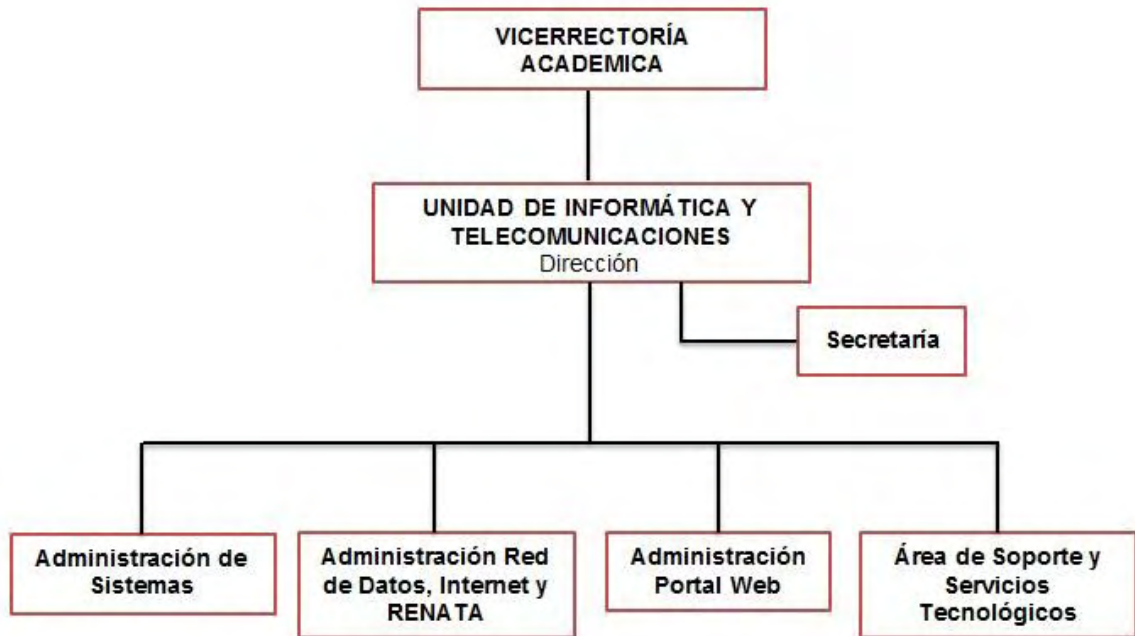 VICERRECTORÍA
ACADEMICA
UNIDAD DE INFORMÁTICA Y
TELECOMUNICACIONES
Dirección
Secretaría
Administración de
Sistemas
Administración Red
de Datos, Internet y
RENATA
Administración
Portal Web
Área de Soporte y
Servicios
Tecnológicos